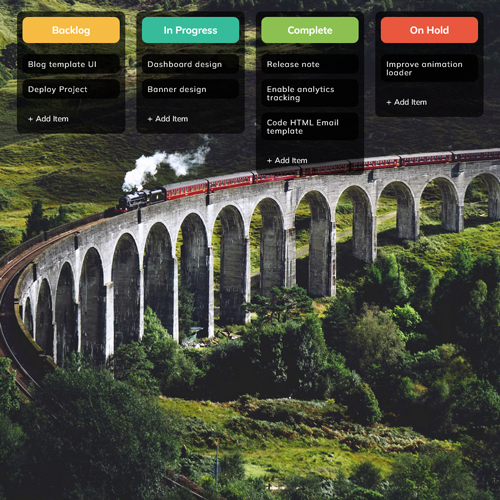 Backlog
Blog template UI
Deploy Project
+ Add Item
In Progress
Dashboard design
Banner design
+ Add Item
Complete
Release note
Enable analytics
tracking
Code HTML Email
template
+ Add Item
On Hold
Improve animation
loader
+ Add Item